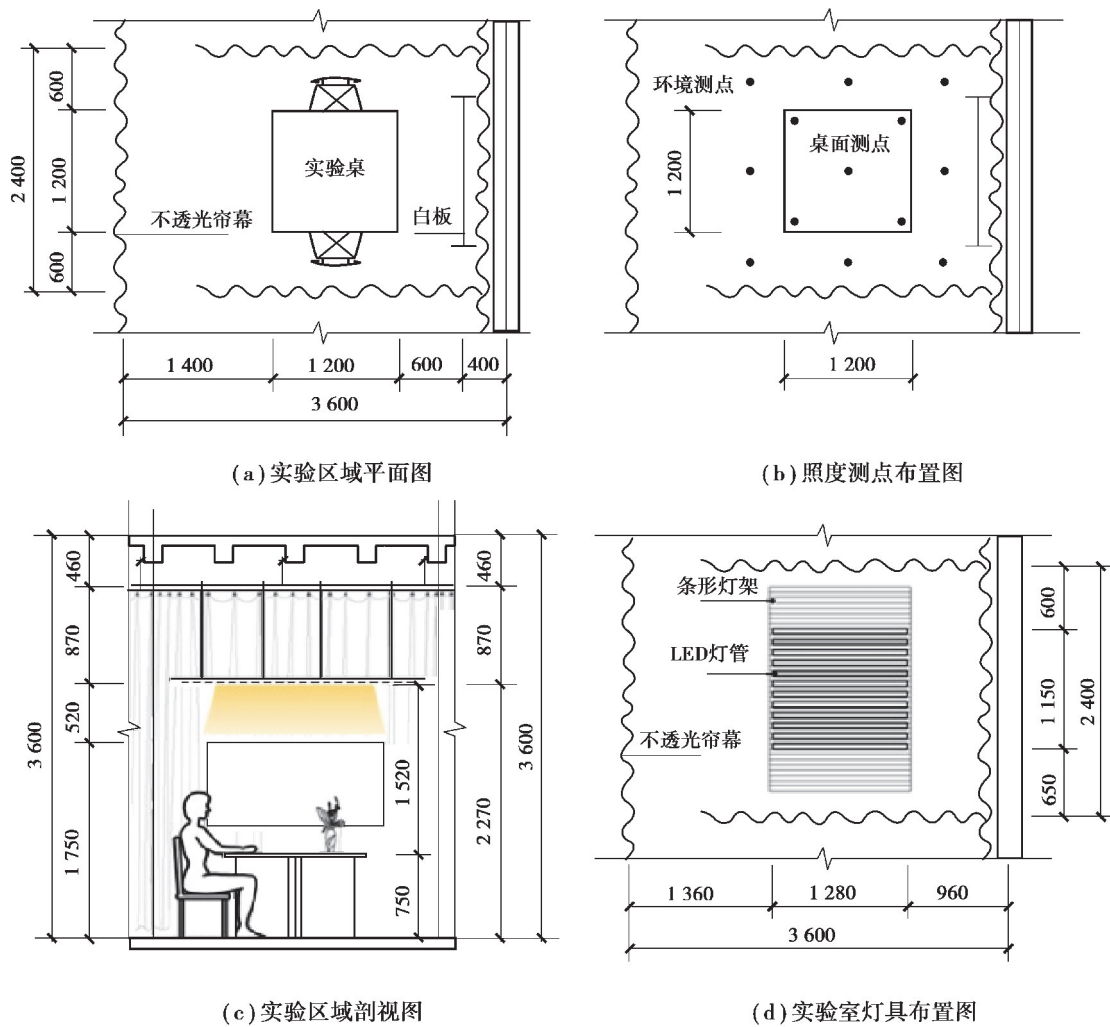 600
1 200
2 400
600
实验桌
不透光帘幕
白板
1 400
1 200
600
400
3 600
(a)实验区域平面图
环境测点
桌面测点
1 200
1 200
(b)照度测点布置图
460
870
520
3 600
1 750
460
870
1 520
2 270
3 600
750
(c)实验区域剖视图
条形灯架
LED灯管
不透光帘幕
600
1 150
2 400
650
1 360
1 280
960
3 600
(d)实验室灯具布置图